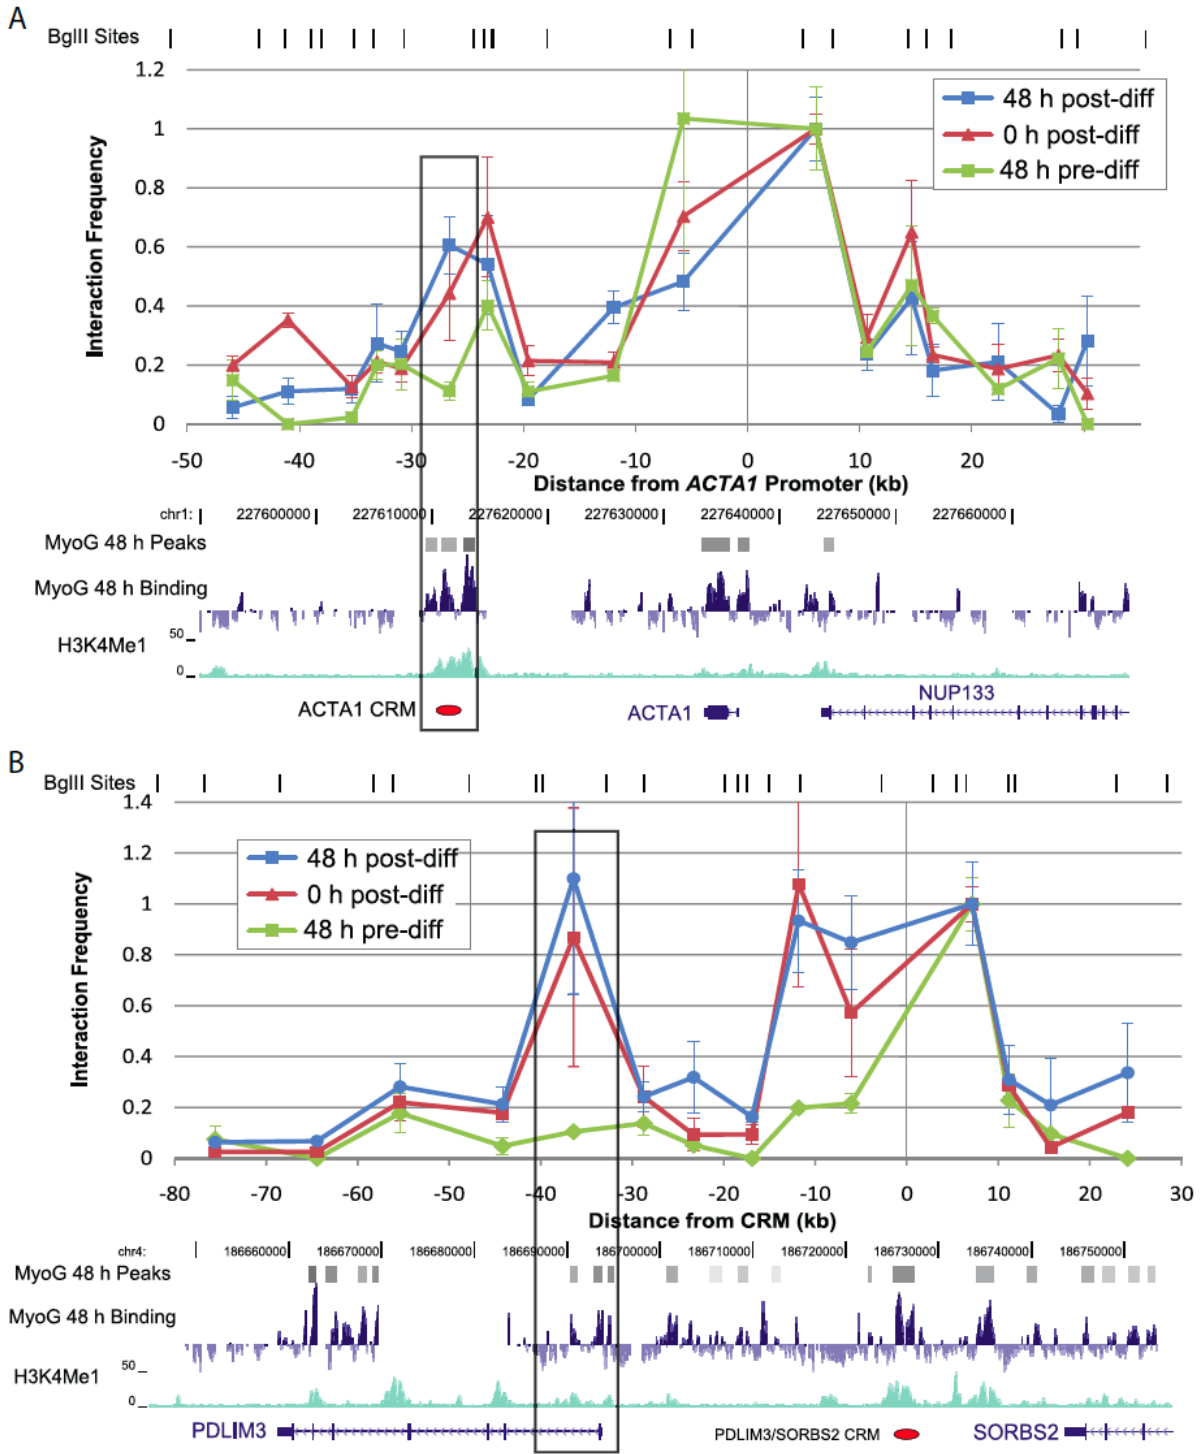 A
BglII Sites
1.2
1
0.8
0.6
0.4
0.2
0
Interaction Frequency
48 h post-diff
0 h post-diff
48 h pre-diff
-50 -40 -30 -20 -10 0 10 20
Distance from ACTA1 Promoter (kb)
chr1: 227600000 227610000 227620000 227630000 227640000 227650000 227660000
MyoG 48 h Peaks
MyoG 48 h Binding
H3K4Me1
50
0
ACTA1 CRM
ACTA1
NUP133
B
BglII Sites
1.4
1.2
1
0.8
0.6
0.4
0.2
0
Interaction Frequency
48 h post-diff
0 h post-diff
48 h pre-diff
-80 -70 -60 -50 -40 -30 -20 -10 0 10 20 30
Distance from CRM (kb)
chr4: 186660000 186670000 186680000 186690000 186700000 186710000 186720000 186730000 186740000 186750000
MyoG 48 h Peaks
MyoG 48 h Binding
H3K4Me1
50
0
PDLIM3
PDLIM3/SORBS2 CRM
SORBS2